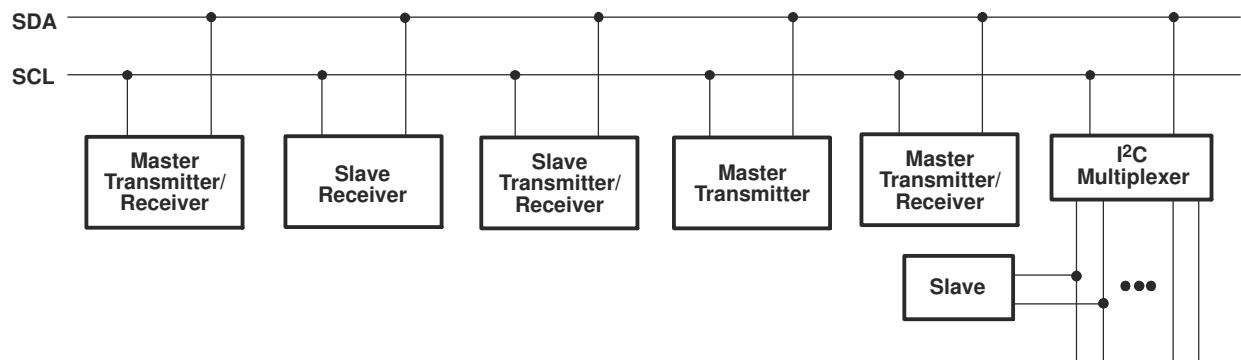 SDA
SCL
Master
Transmitter/
Receiver
Slave
Receiver
Slave
Transmitter/
Receiver
Master
Transmitter
Master
Transmitter/
Receiver
I²C
Multiplexer
Slave